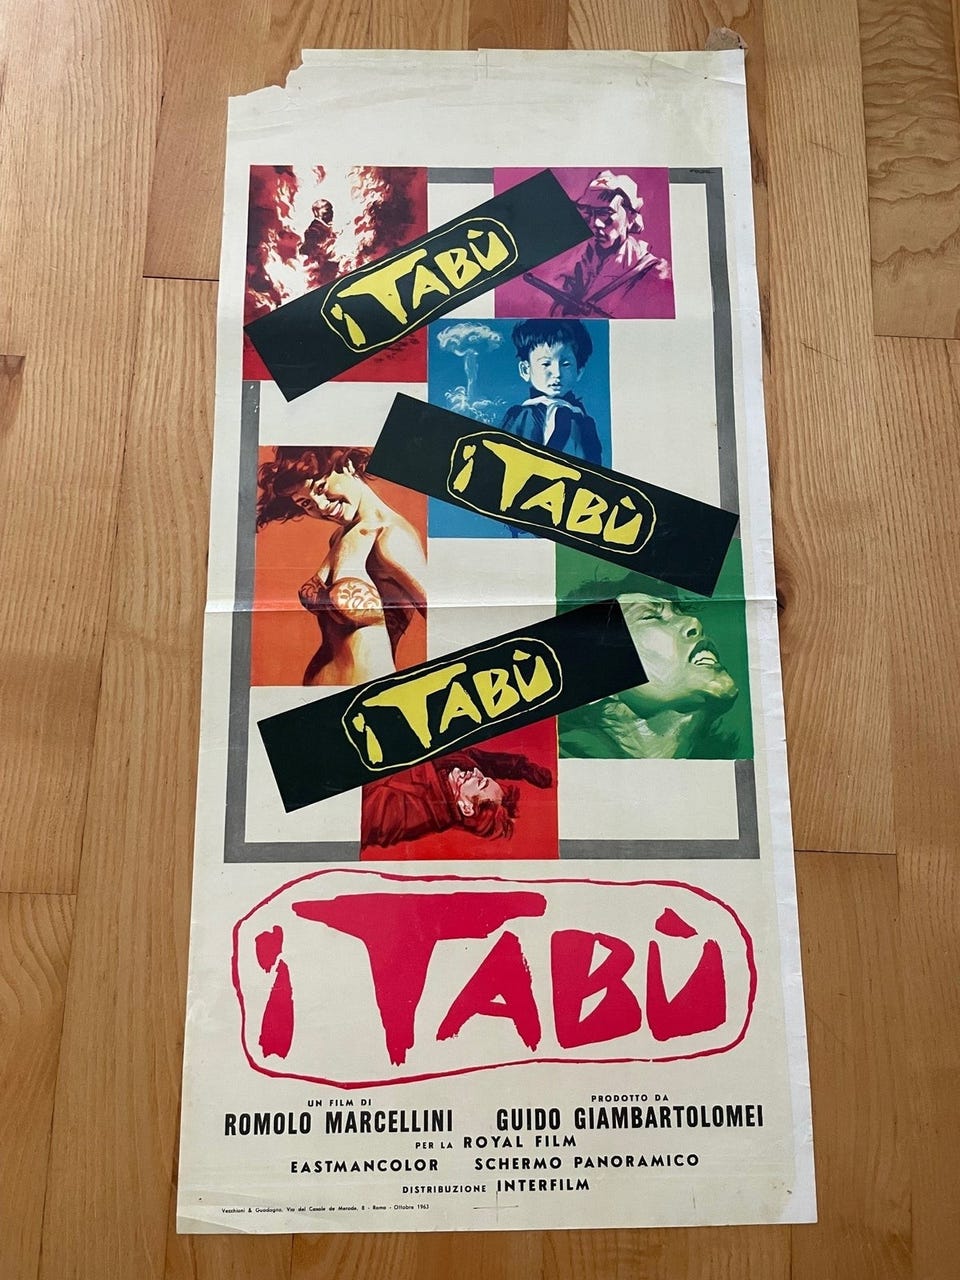 i TABÙ
i TABÙ
i TABÙ
i TABÙ
UN FILM DI
ROMOLO MARCELLINI
PRODOTTO DA
GUIDO GIAMBARTOLOMEI
PER LA ROYAL FILM
EASTMANCOLOR SCHERMO PANORAMICO
DISTRIBUZIONE INTERFILM
Vecchioni & Guadagno, Via dei Casale de Merode, 8 - Roma - Ottobre 1963